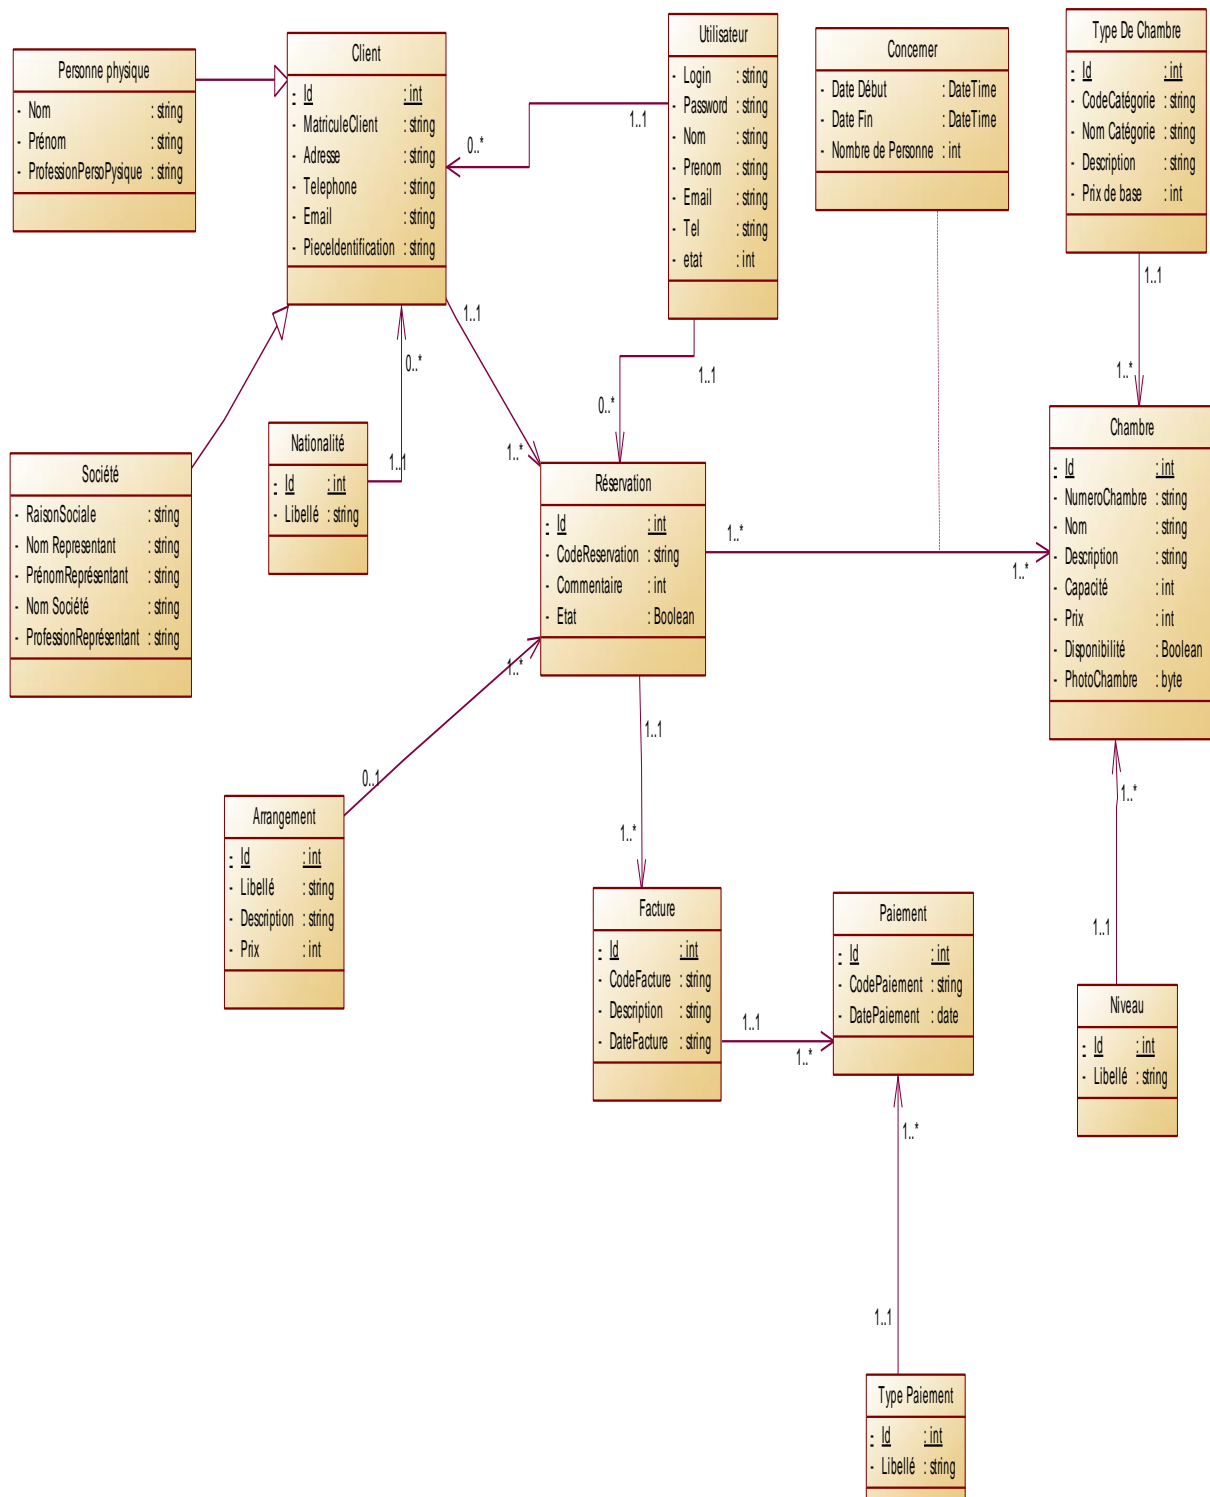 Personne physique
- Nom : string
- Prénom : string
- ProfessionPersoPysique : string
Client
- Id : int
- MatriculeClient : string
- Adresse : string
- Telephone : string
- Email : string
- PieceIdentification : string
Utilisateur
- Login : string
- Password : string
- Nom : string
- Prenom : string
- Email : string
- Tel : string
- etat : int
Concerner
- Date Début : DateTime
- Date Fin : DateTime
- Nombre de Personne : int
Type De Chambre
- Id : int
- CodeCatégorie : string
- Nom Catégorie : string
- Description : string
- Prix de base : int
1..1
0..*
1..1
1..*
1..1
1..*
1..1
0..*
0..*
1..1
Société
- RaisonSociale : string
- Nom Representant : string
- PrénomReprésentant : string
- Nom Société : string
- ProfessionReprésentant : string
Nationalité
- Id : int
- Libellé : string
Réservation
- Id : int
- CodeReservation : string
- Commentaire : int
- Etat : Boolean
1..*
1..*
Chambre
- Id : int
- NumeroChambre : string
- Nom : string
- Description : string
- Capacité : int
- Prix : int
- Disponibilité : Boolean
- PhotoChambre : byte
1..*
0..1
1..1
1..*
1..*
1..1
Arrangement
- Id : int
- Libellé : string
- Description : string
- Prix : int
Facture
- Id : int
- CodeFacture : string
- Description : string
- DateFacture : string
1..1
1..*
Paiement
- Id : int
- CodePaiement : string
- DatePaiement : date
Niveau
- Id : int
- Libellé : string
1..*
1..1
Type Paiement
- Id : int
- Libellé : string